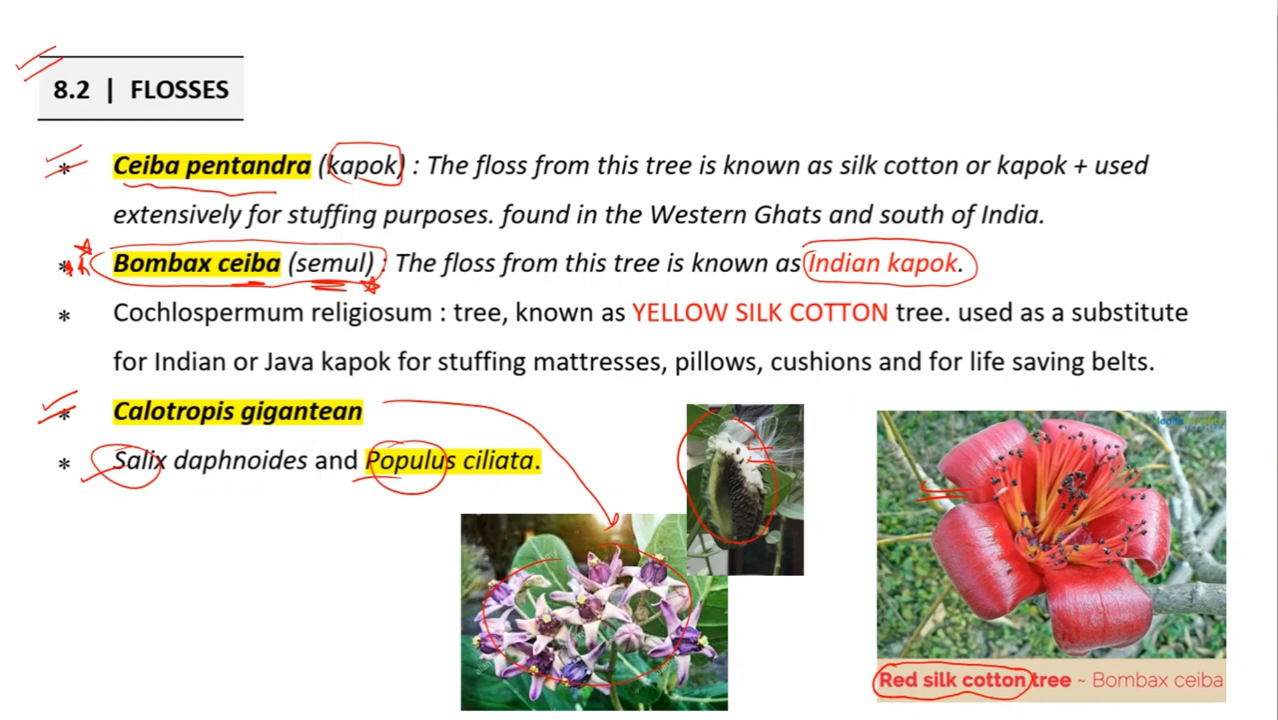 8.2 | FLOSSES
* Ceiba pentandra (kapok) : The floss from this tree is known as silk cotton or kapok + used
extensively for stuffing purposes. found in the Western Ghats and south of India.
* Bombax ceiba (semul) : The floss from this tree is known as Indian kapok.
* Cochlospermum religiosum : tree, known as YELLOW SILK COTTON tree. used as a substitute
for Indian or Java kapok for stuffing mattresses, pillows, cushions and for life saving belts.
* Calotropis gigantean
* Salix daphnoides and Populus ciliata.
Red silk cotton tree ~ Bombax ceiba